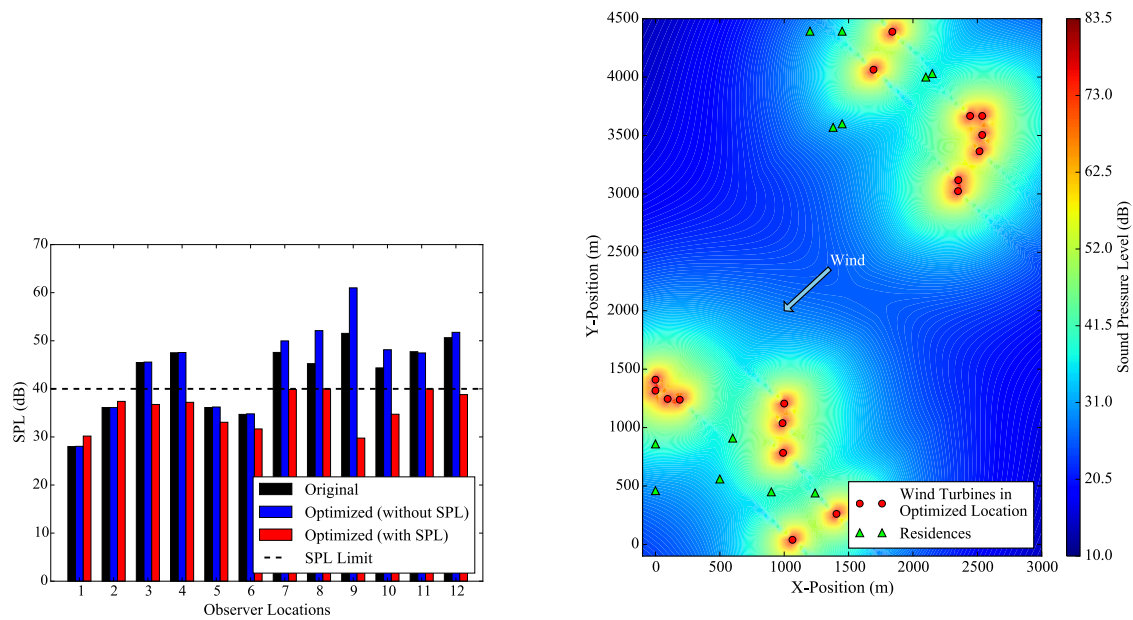 70
60
50
40
30
20
10
0
SPL (dB)
1 2 3 4 5 6 7 8 9 10 11 12
Observer Locations
Original
Optimized (without SPL)
Optimized (with SPL)
SPL Limit
4500
4000
3500
3000
2500
2000
1500
1000
500
0
Y-Position (m)
Wind
Wind Turbines in
Optimized Location
Residences
0 500 1000 1500 2000 2500 3000
X-Position (m)
83.5
73.0
62.5
52.0
41.5
31.0
20.5
10.0
Sound Pressure Level (dB)